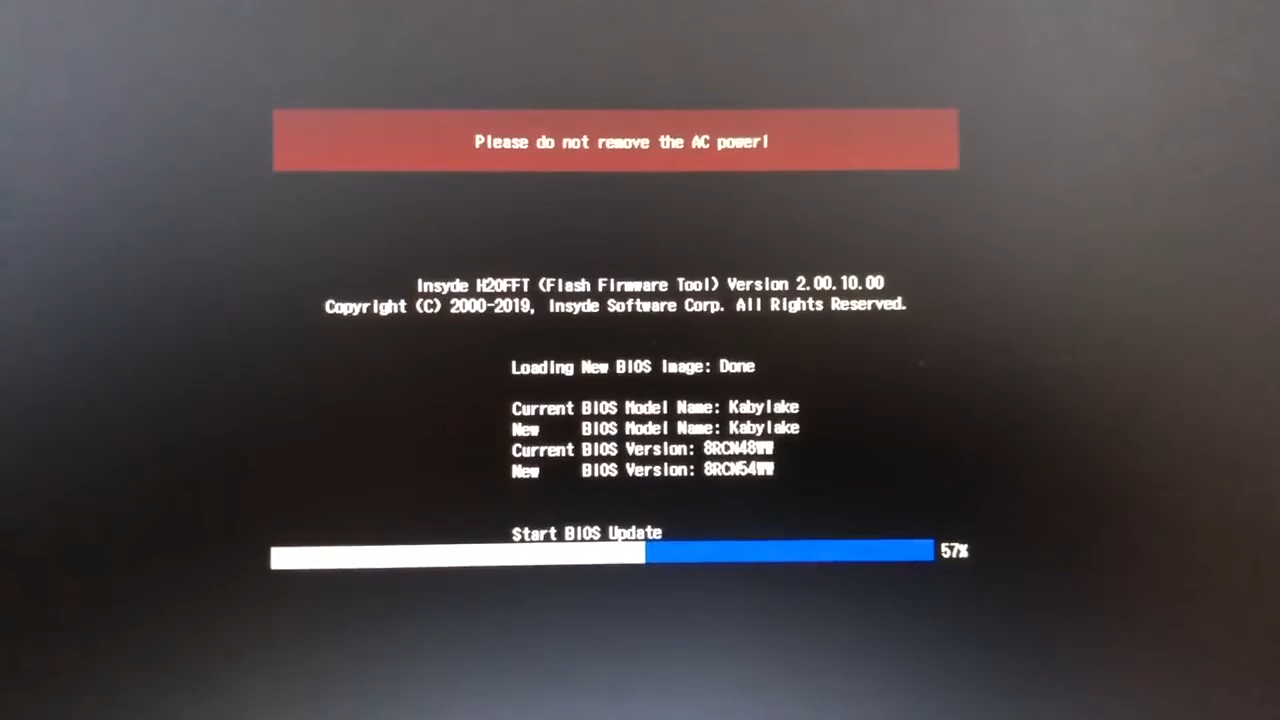 Please do not remove the AC power!
Insyde H2OFFT (Flash Firmware Tool) Version 2.00.10.00
Copyright (C) 2000-2019, Insyde Software Corp. All Rights Reserved.
Loading New BIOS Image: Done
Current BIOS Model Name: Kabylake
New BIOS Model Name: Kabylake
Current BIOS Version: 8RCN48WW
New BIOS Version: 8RCN54WW
Start BIOS Update
57%